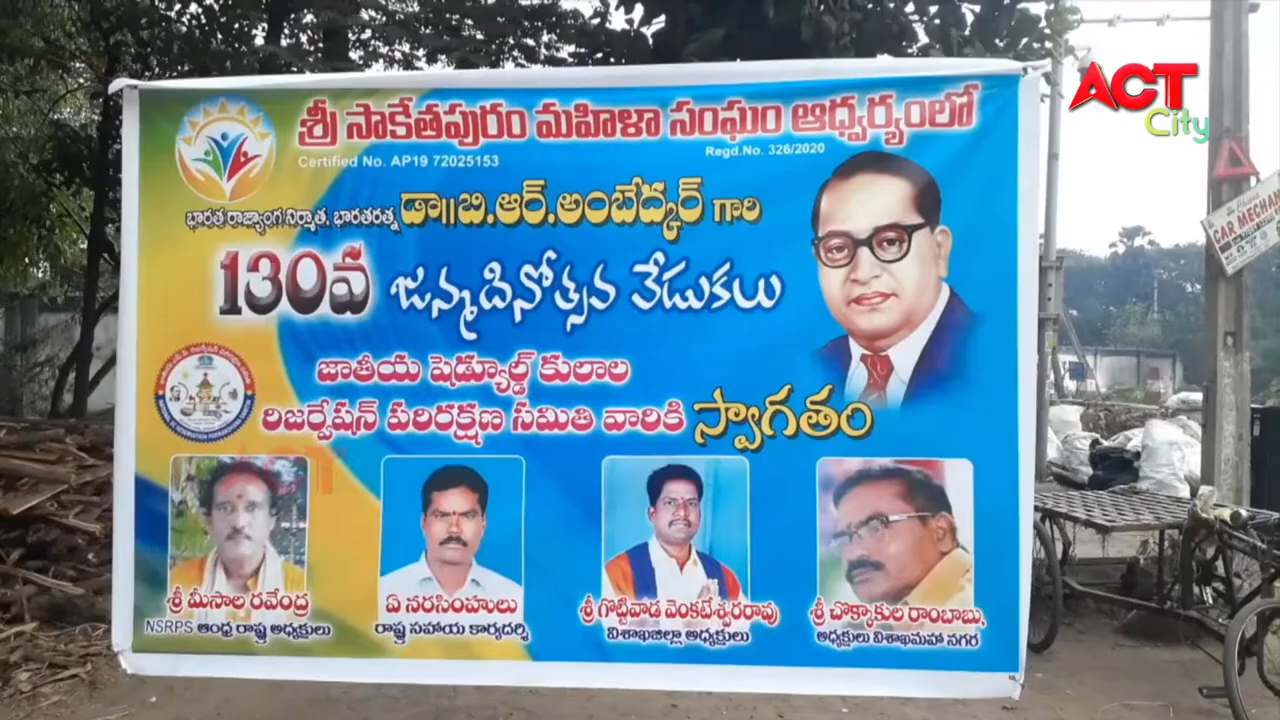 ACT
City
శ్రీ సాకేతపురం మహిళా సంఘం ఆధ్వర్యంలో
Certified No. AP19 72025153
Regd.No. 326/2020
భారత రాజ్యాంగ నిర్మాత, భారతరత్న డా॥బి.ఆర్.అంబేద్కర్ గారి
130వ జన్మదినోత్సవ వేడుకలు
జాతీయ షెడ్యూల్డ్ కులాల
రిజర్వేషన్ పరిరక్షణ సమితి వారికి స్వాగతం
శ్రీ మీసాల రవేంద్ర
NSRPS ఆంధ్ర రాష్ట్ర అధ్యక్షులు
ఏ నరసింహులు
రాష్ట్ర సహాయ కార్యదర్శి
శ్రీ గొట్టివాడ వెంకటేశ్వరరావు
విశాఖజిల్లా అధ్యక్షులు
శ్రీ చొక్కాకుల రాంబాబు,
అధ్యక్షులు విశాఖమహా నగర
CAR MECHAN